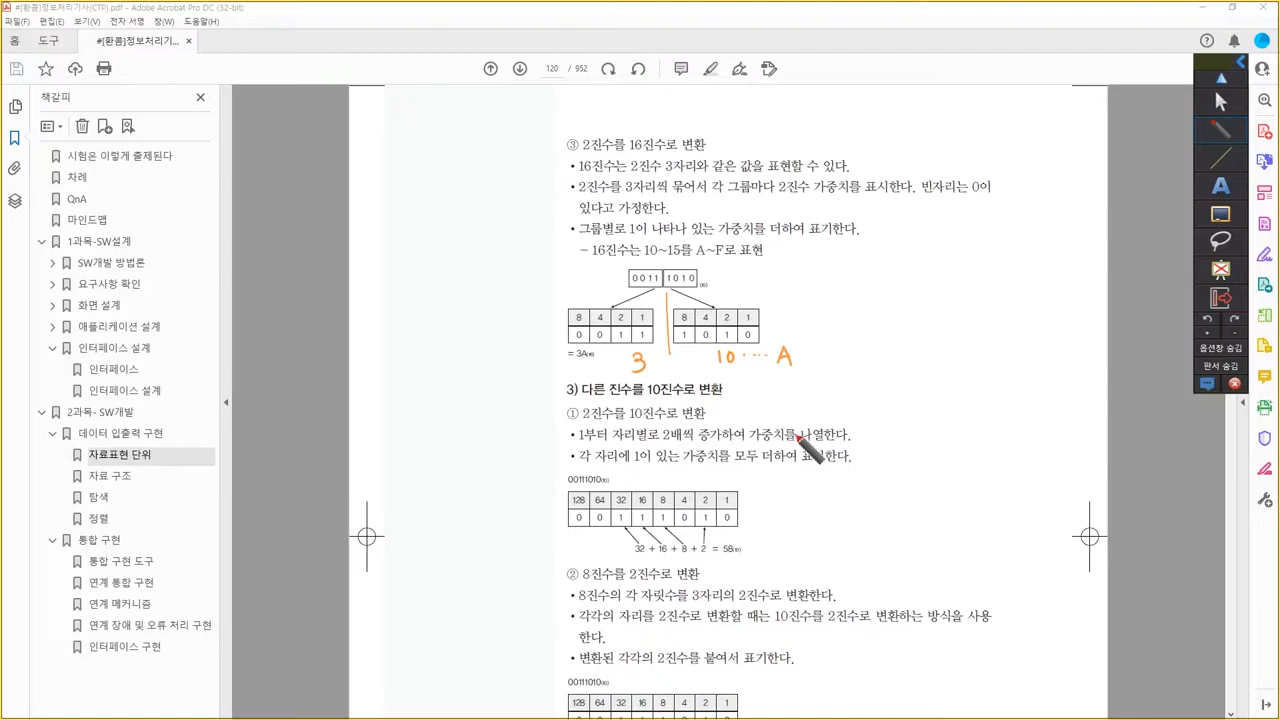 #[환콤]정보처리기사(CTP).pdf - Adobe Acrobat Pro DC (32-bit)
파일(F) 편집(E) 보기(V) 전자 서명 창(W) 도움말(H)
홈 도구 #[환콤]정보처리기... ×
120 / 952
책갈피
시험은 이렇게 출제된다
차례
QnA
마인드맵
1과목-SW설계
SW개발 방법론
요구사항 확인
화면 설계
애플리케이션 설계
인터페이스 설계
인터페이스
인터페이스 설계
2과목- SW개발
데이터 입출력 구현
자료표현 단위
자료 구조
탐색
정렬
통합 구현
통합 구현 도구
연계 통합 구현
연계 메커니즘
연계 장애 및 오류 처리 구현
인터페이스 구현
③ 2진수를 16진수로 변환
• 16진수는 2진수 3자리와 같은 값을 표현할 수 있다.
• 2진수를 3자리씩 묶어서 각 그룹마다 2진수 가중치를 표시한다. 빈자리는 0이
있다고 가정한다.
• 그룹별로 1이 나타나 있는 가중치를 더하여 표기한다.
- 16진수는 10~15를 A~F로 표현
0 0 1 1 1 0 1 0
8 4 2 1 8 4 2 1
0 0 1 1 1 0 1 0
= 3A(16)
3 10 .... A
3) 다른 진수를 10진수로 변환
① 2진수를 10진수로 변환
• 1부터 자리별로 2배씩 증가하여 가중치를 나열한다.
• 각 자리에 1이 있는 가중치를 모두 더하여 표한다.
00111010(10)
128 64 32 16 8 4 2 1
0 0 1 1 1 0 1 0
32 + 16 + 8 + 2 = 58(10)
② 8진수를 2진수로 변환
• 8진수의 각 자릿수를 3자리의 2진수로 변환한다.
• 각각의 자리를 2진수로 변환할 때는 10진수를 2진수로 변환하는 방식을 사용
한다.
• 변환된 각각의 2진수를 붙여서 표기한다.
00111010(10)
128 64 32 16 8 4 2 1
A
옵션창 숨김
판서 숨김